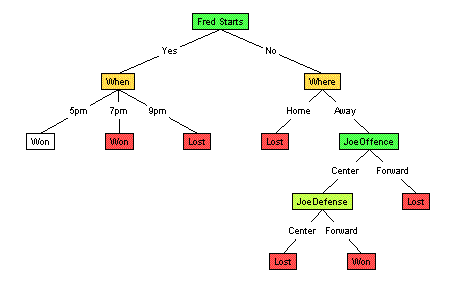 Fred Starts
Yes No
When Where
5pm 7pm 9pm Home Away
Won Won Lost Lost JoeOffence
Center Forward
JoeDefense Lost
Center Forward
Lost Won